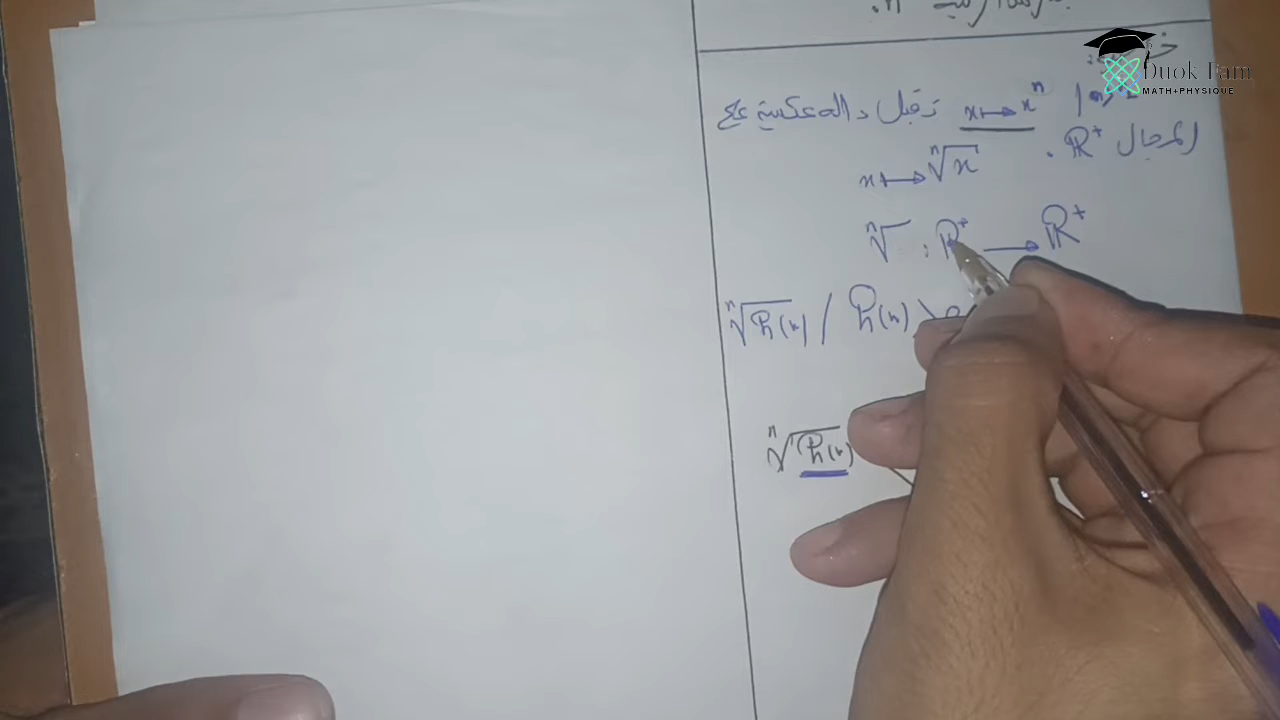 Duok Fam
MATH+PHYSIQUE
x ↦ xⁿ تقبل دالة عكسية على
المجال ℝ⁺ .
x ↦ ⁿ√x
ⁿ√ : ℝ⁺ → ℝ⁺
ⁿ√h(x) / h(x)
ⁿ√h(x)